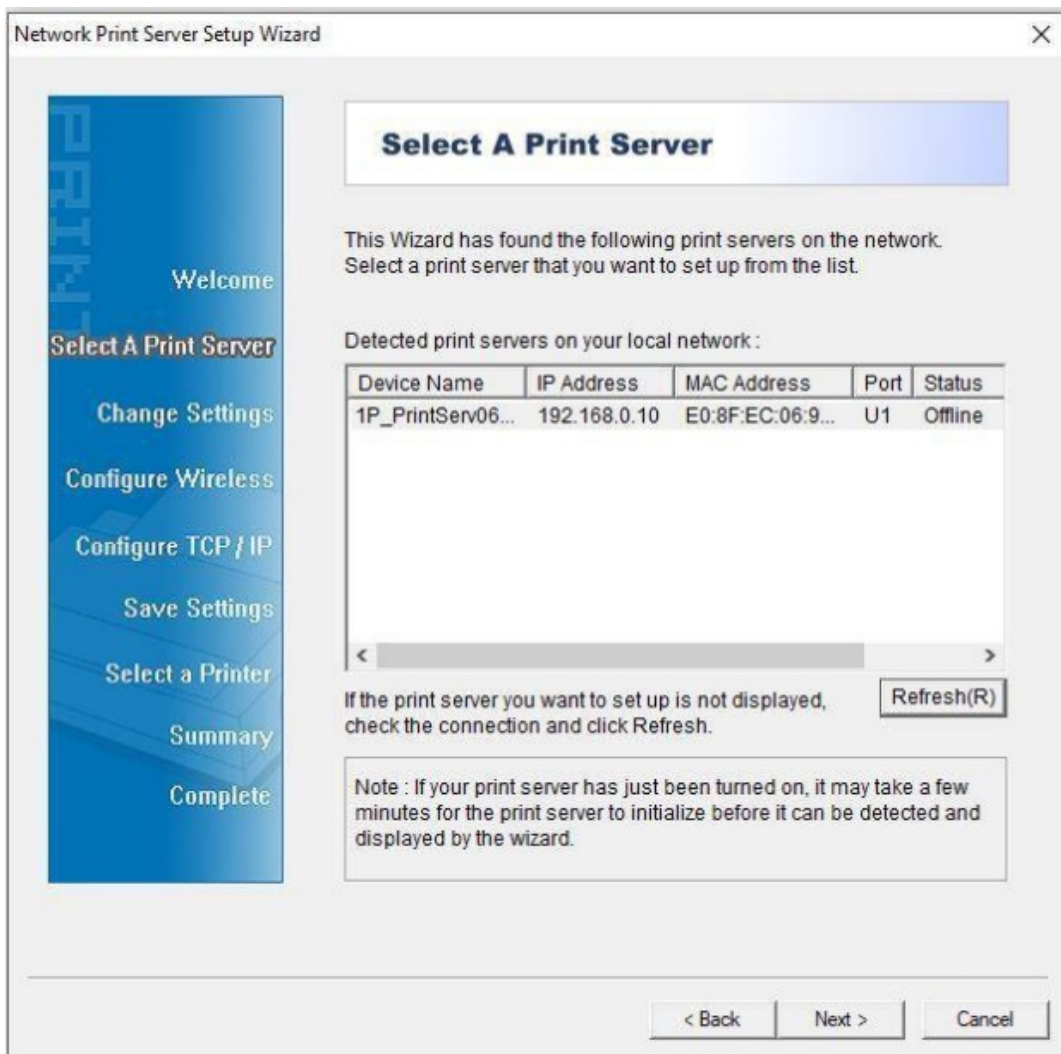 Network Print Server Setup Wizard
PRINT
Welcome
Select A Print Server
Change Settings
Configure Wireless
Configure TCP / IP
Save Settings
Select a Printer
Summary
Complete
Select A Print Server
This Wizard has found the following print servers on the network.
Select a print server that you want to set up from the list.
Detected print servers on your local network :
Device Name IP Address MAC Address Port Status
1P_PrintServ06... 192.168.0.10 E0:8F:EC:06:9... U1 Offline
If the print server you want to set up is not displayed,
check the connection and click Refresh.
Refresh(R)
Note : If your print server has just been turned on, it may take a few
minutes for the print server to initialize before it can be detected and
displayed by the wizard.
< Back Next > Cancel